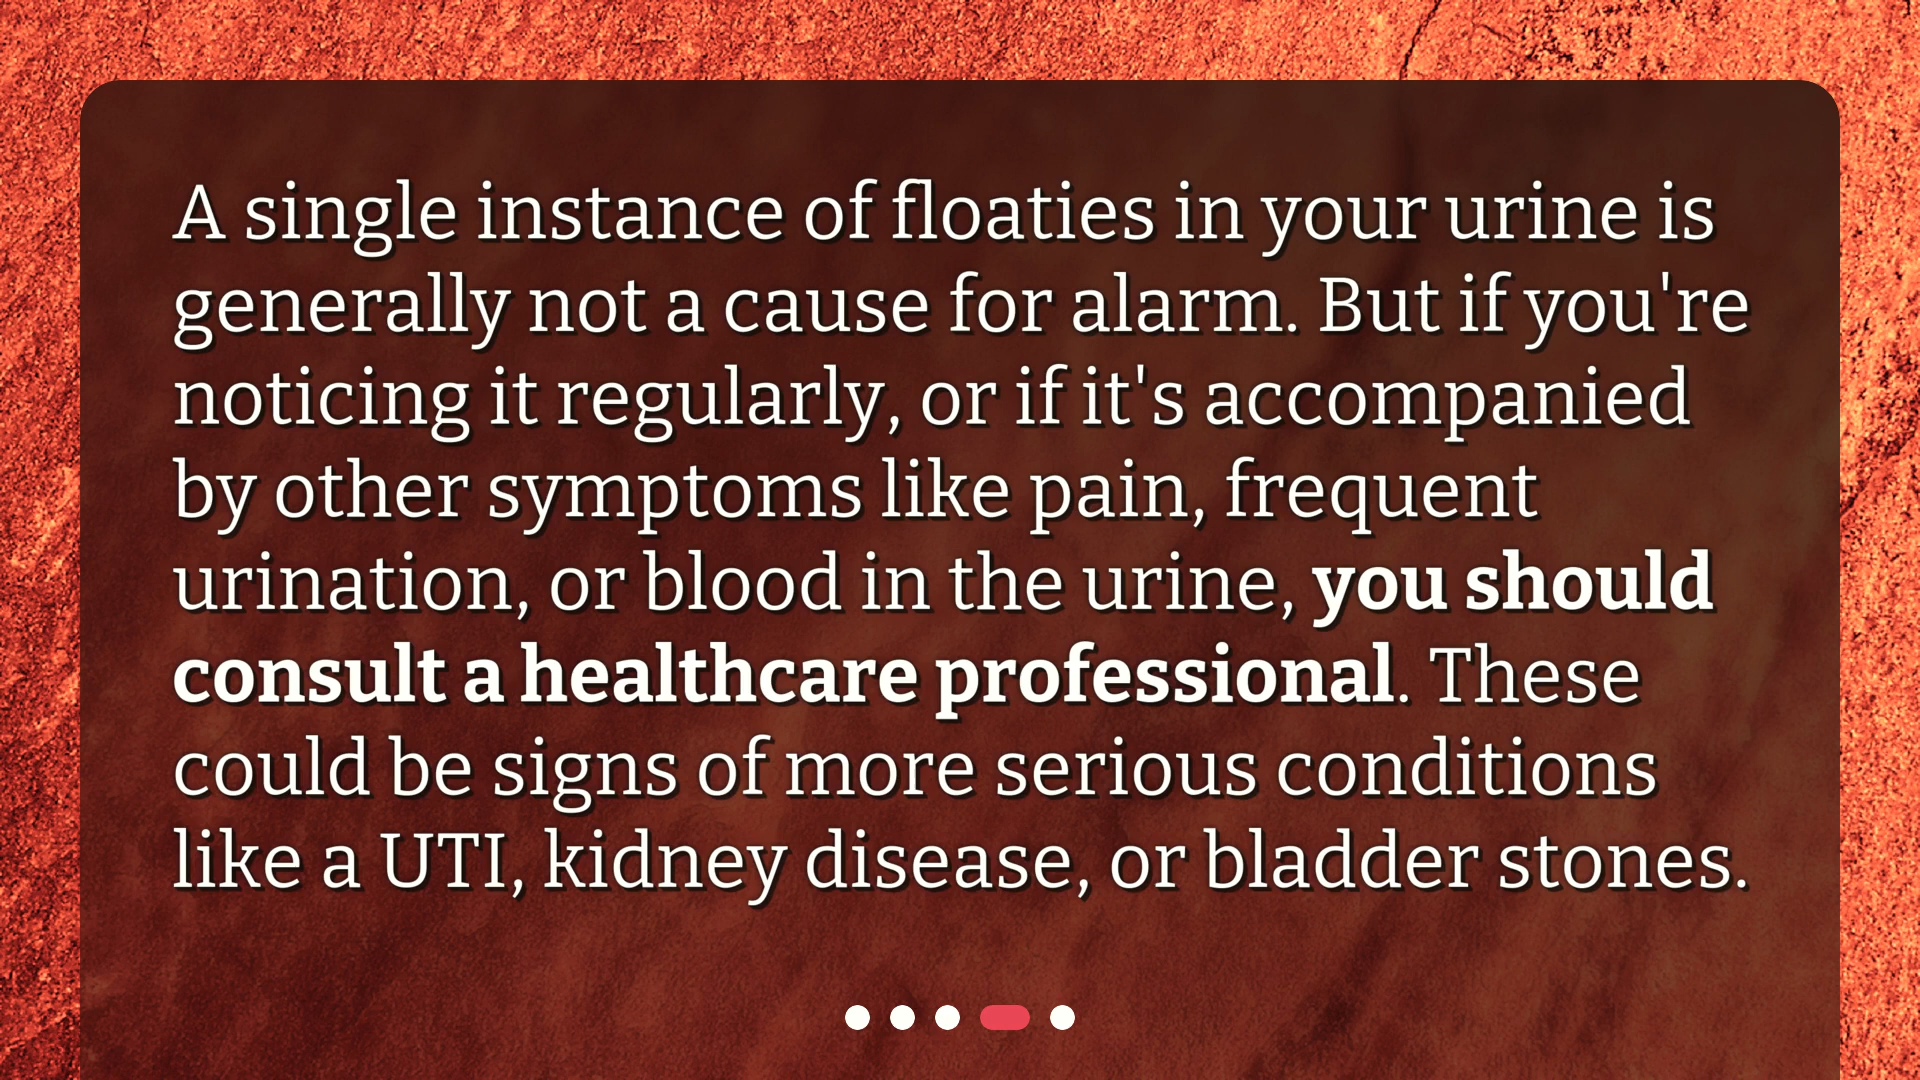 A single instance of floaties in your urine is
generally not a cause for alarm. But if you're
noticing it regularly, or if it's accompanied
by other symptoms like pain, frequent
urination, or blood in the urine, you should
consult a healthcare professional. These
could be signs of more serious conditions
like a UTI, kidney disease, or bladder stones.